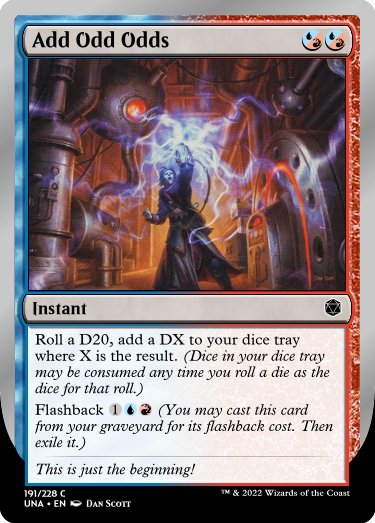 Add Odd Odds
Instant
Roll a D20, add a DX to your dice tray
where X is the result. (Dice in your dice tray
may be consumed any time you roll a die as the
dice for that roll.)
Flashback 1 (You may cast this card
from your graveyard for its flashback cost. Then
exile it.)
This is just the beginning!
191/228 C
UNA • EN Dan Scott
™ & 2022 Wizards of the Coast